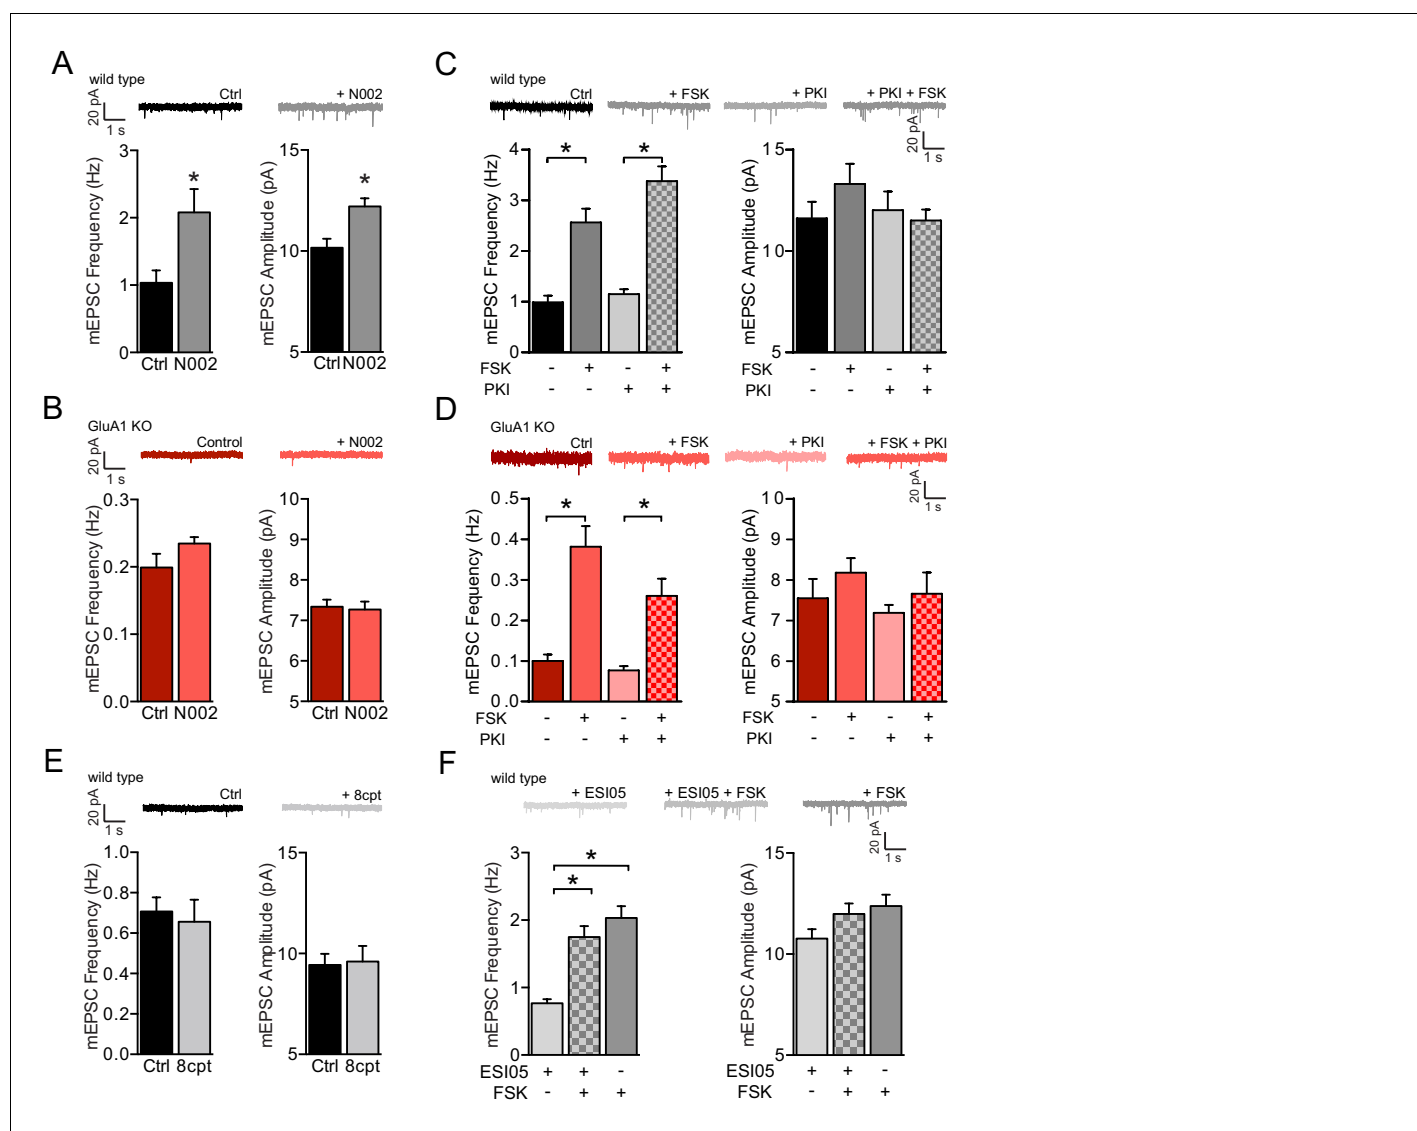 A
wild type
Ctrl
+ N002
20 pA
1 s
mEPSC Frequency (Hz)
3
2
1
0
*
Ctrl N002
mEPSC Amplitude (pA)
15
10
5
*
Ctrl N002
C
wild type
Ctrl
+ FSK
+ PKI
+ PKI + FSK
20 pA
1 s
mEPSC Frequency (Hz)
4
3
2
1
0
* *
FSK - + - +
PKI - - + +
mEPSC Amplitude (pA)
15
10
5
- + - +
- - + +
B
GluA1 KO
Control
+ N002
20 pA
1 s
mEPSC Frequency (Hz)
0.3
0.2
0.1
0.0
Ctrl N002
mEPSC Amplitude (pA)
10
9
8
7
6
5
Ctrl N002
D
GluA1 KO
Ctrl
+ FSK
+ PKI
+ FSK + PKI
20 pA
1 s
mEPSC Fequency (Hz)
0.5
0.4
0.3
0.2
0.1
0.0
* *
FSK - + - +
PKI - - + +
mEPSC Amplitude (pA)
10
9
8
7
6
5
FSK - + - +
PKI - - + +
E
wild type
Ctrl
+ 8cpt
20 pA
1 s
mEPSC Frequency (Hz)
1.0
0.8
0.6
0.4
0.2
0.0
Ctrl 8cpt
mEPSC Amplitude (pA)
15
10
5
Ctrl 8cpt
F
wild type
+ ESI05
+ ESI05 + FSK
+ FSK
20 pA
1 s
mEPSC Frequency (Hz)
3
2
1
0
*
*
ESI05 + + -
FSK - + +
mEPSC Amplitude (pA)
15
10
5
ESI05 + + -
FSK - + +